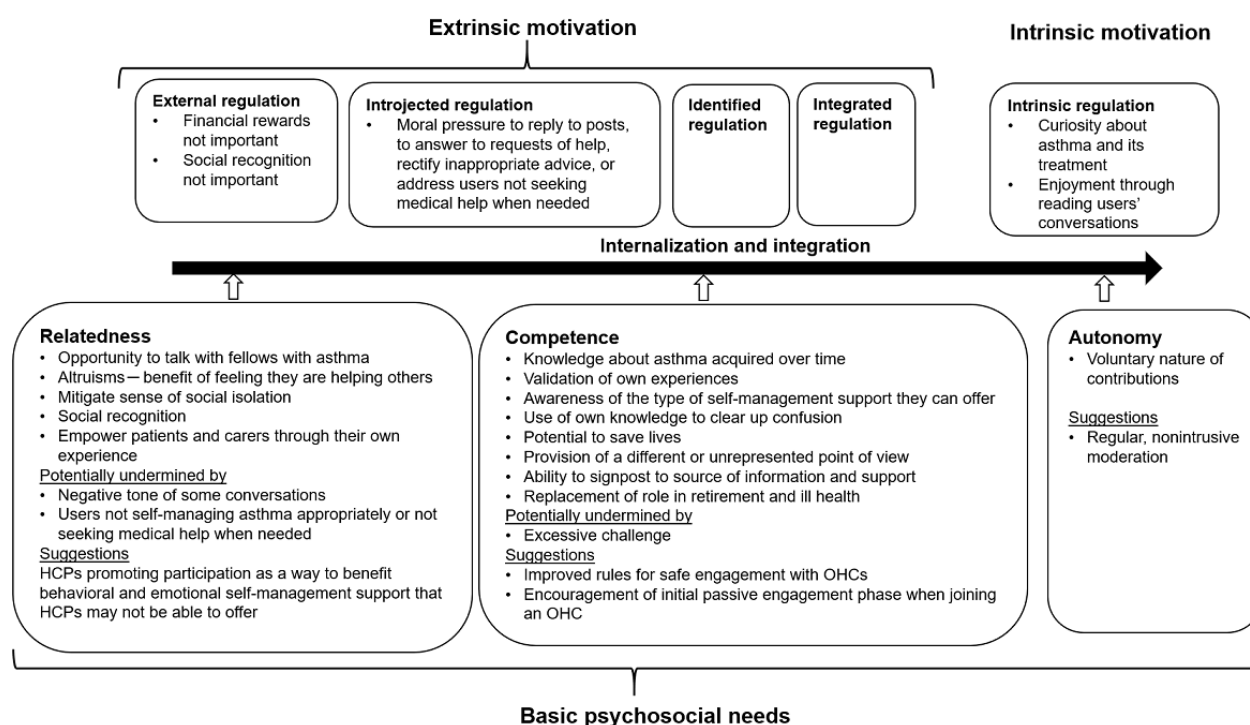 Extrinsic motivation
Intrinsic motivation
External regulation
• Financial rewards
not important
• Social recognition
not important
Introjected regulation
• Moral pressure to reply to posts,
to answer to requests of help,
rectify inappropriate advice, or
address users not seeking
medical help when needed
Identified
regulation
Integrated
regulation
Intrinsic regulation
• Curiosity about
asthma and its
treatment
• Enjoyment through
reading users’
conversations
Internalization and integration
Relatedness
• Opportunity to talk with fellows with asthma
• Altruisms—benefit of feeling they are helping others
• Mitigate sense of social isolation
• Social recognition
• Empower patients and carers through their own
experience
Potentially undermined by
• Negative tone of some conversations
• Users not self-managing asthma appropriately or not
seeking medical help when needed
Suggestions
HCPs promoting participation as a way to benefit
behavioral and emotional self-management support that
HCPs may not be able to offer
Competence
• Knowledge about asthma acquired over time
• Validation of own experiences
• Awareness of the type of self-management support they can offer
• Use of own knowledge to clear up confusion
• Potential to save lives
• Provision of a different or unrepresented point of view
• Ability to signpost to source of information and support
• Replacement of role in retirement and ill health
Potentially undermined by
• Excessive challenge
Suggestions
• Improved rules for safe engagement with OHCs
• Encouragement of initial passive engagement phase when joining
an OHC
Autonomy
• Voluntary nature of
contributions
Suggestions
• Regular, nonintrusive
moderation
Basic psychosocial needs